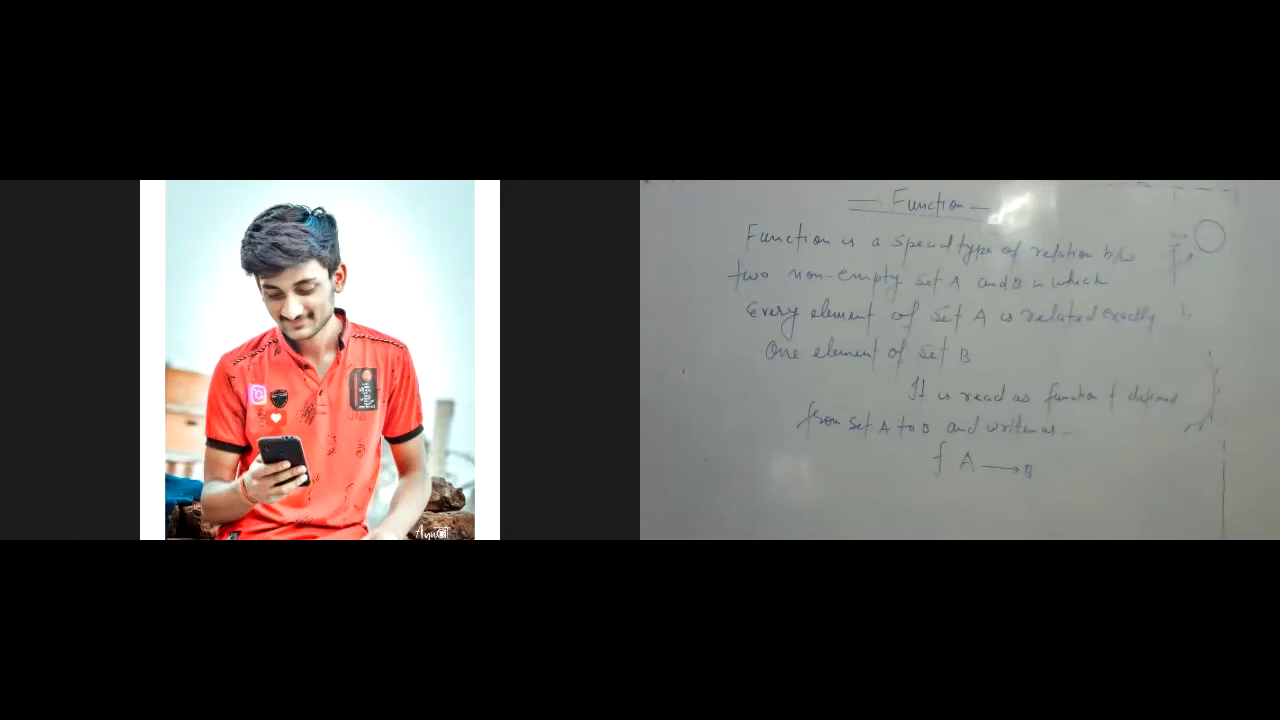 Function
Function is a Special type of relation b/w
two non-empty Set A and B in which
Every element of Set A is related exactly
One element of Set B
It is read as function f defined
from Set A to B and written as
f A → B